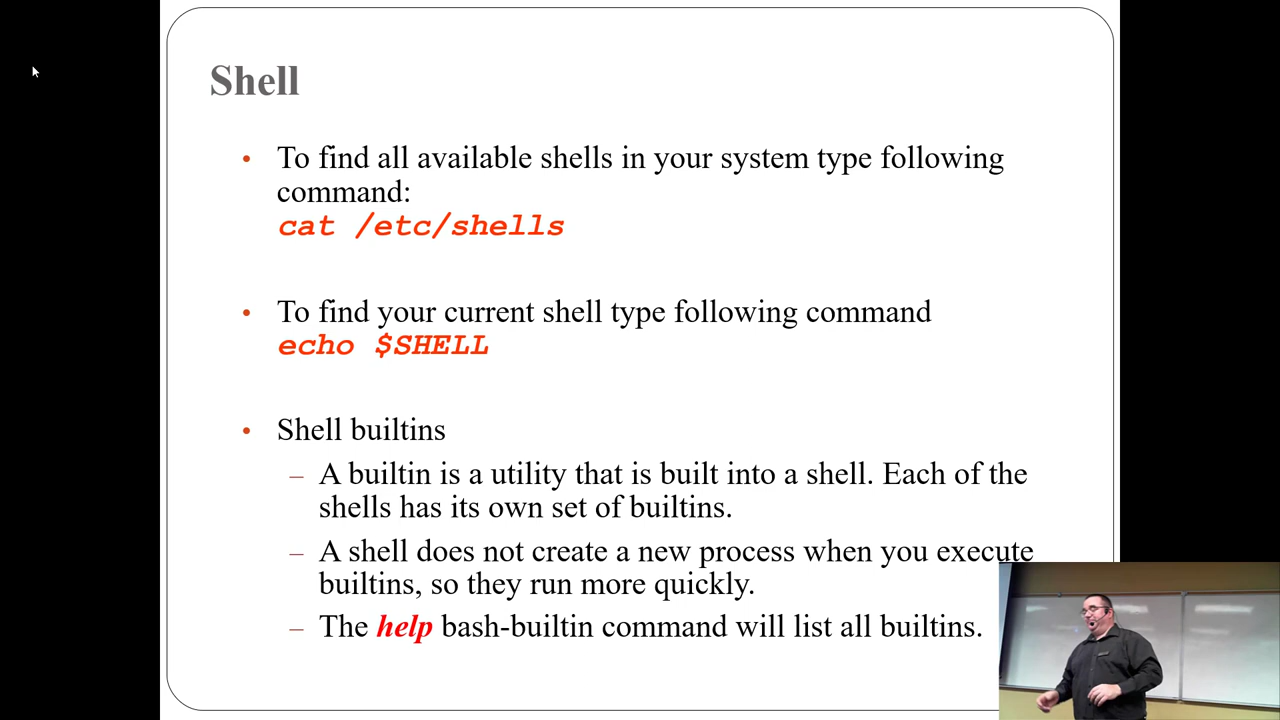 Shell
• To find all available shells in your system type following
command:
cat /etc/shells
• To find your current shell type following command
echo $SHELL
• Shell builtins
– A builtin is a utility that is built into a shell. Each of the
shells has its own set of builtins.
– A shell does not create a new process when you execute
builtins, so they run more quickly.
– The help bash-builtin command will list all builtins.